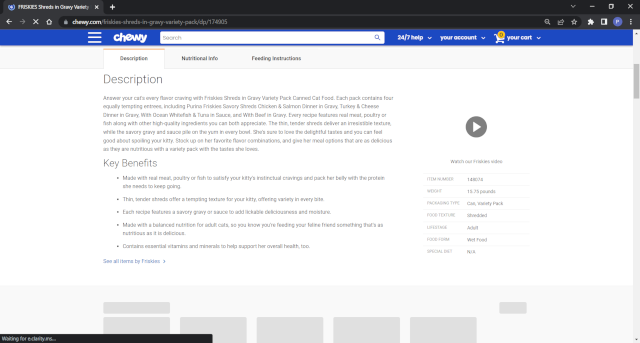 FRISKIES Shreds in Gravy Variety
chewy.com/friskies-shreds-in-gravy-variety-pack/dp/174905
chewy
Search
24/7 help
your account
your cart
Description
Nutritional Info
Feeding Instructions
Description
Answer your cat's every flavor craving with Friskies Shreds in Gravy Variety Pack Canned Cat Food. Each pack contains four
equally tempting entrees, including Purina Friskies Savory Shreds Chicken & Salmon Dinner in Gravy, Turkey & Cheese
Dinner in Gravy, With Ocean Whitefish & Tuna in Sauce, and With Beef in Gravy. Every recipe features real meat, poultry or
fish along with other high quality ingredients you can both appreciate. The thin, tender shreds deliver an irresistible texture,
while the savory gravy and sauce pile on the yum in every bowl. She's sure to love the delightful tastes and you can feel
good about spoiling your kitty. Stock up on her favorite flavor combinations, and give her meal options that are as delicious
as they are nutritious with a variety pack with the tastes she loves.
Key Benefits
Made with real meat, poultry or fish to satisfy your kitty's instinctual cravings and pack her belly with the protein
she needs to keep going.
Thin, tender shreds offer a tempting texture for your kitty, offering variety in every bite.
Each recipe features a savory gravy or sauce to add lickable deliciousness and moisture.
Made with a balanced nutrition for adult cats, so you know you're feeding your feline friend something that's as
nutritious as it is delicious.
Contains essential vitamins and minerals to help support her overall health, too.
See all items by Friskies
Watch our Friskies video
ITEM NUMBER
WEIGHT 15.75 pounds
PACKAGING TYPE Can, Variety Pack
FOOD TEXTURE Shredded
LIFESTAGE Adult
FOOD FORM Wet Food
SPECIAL DIET N/A
Waiting for e.clarity.ms...